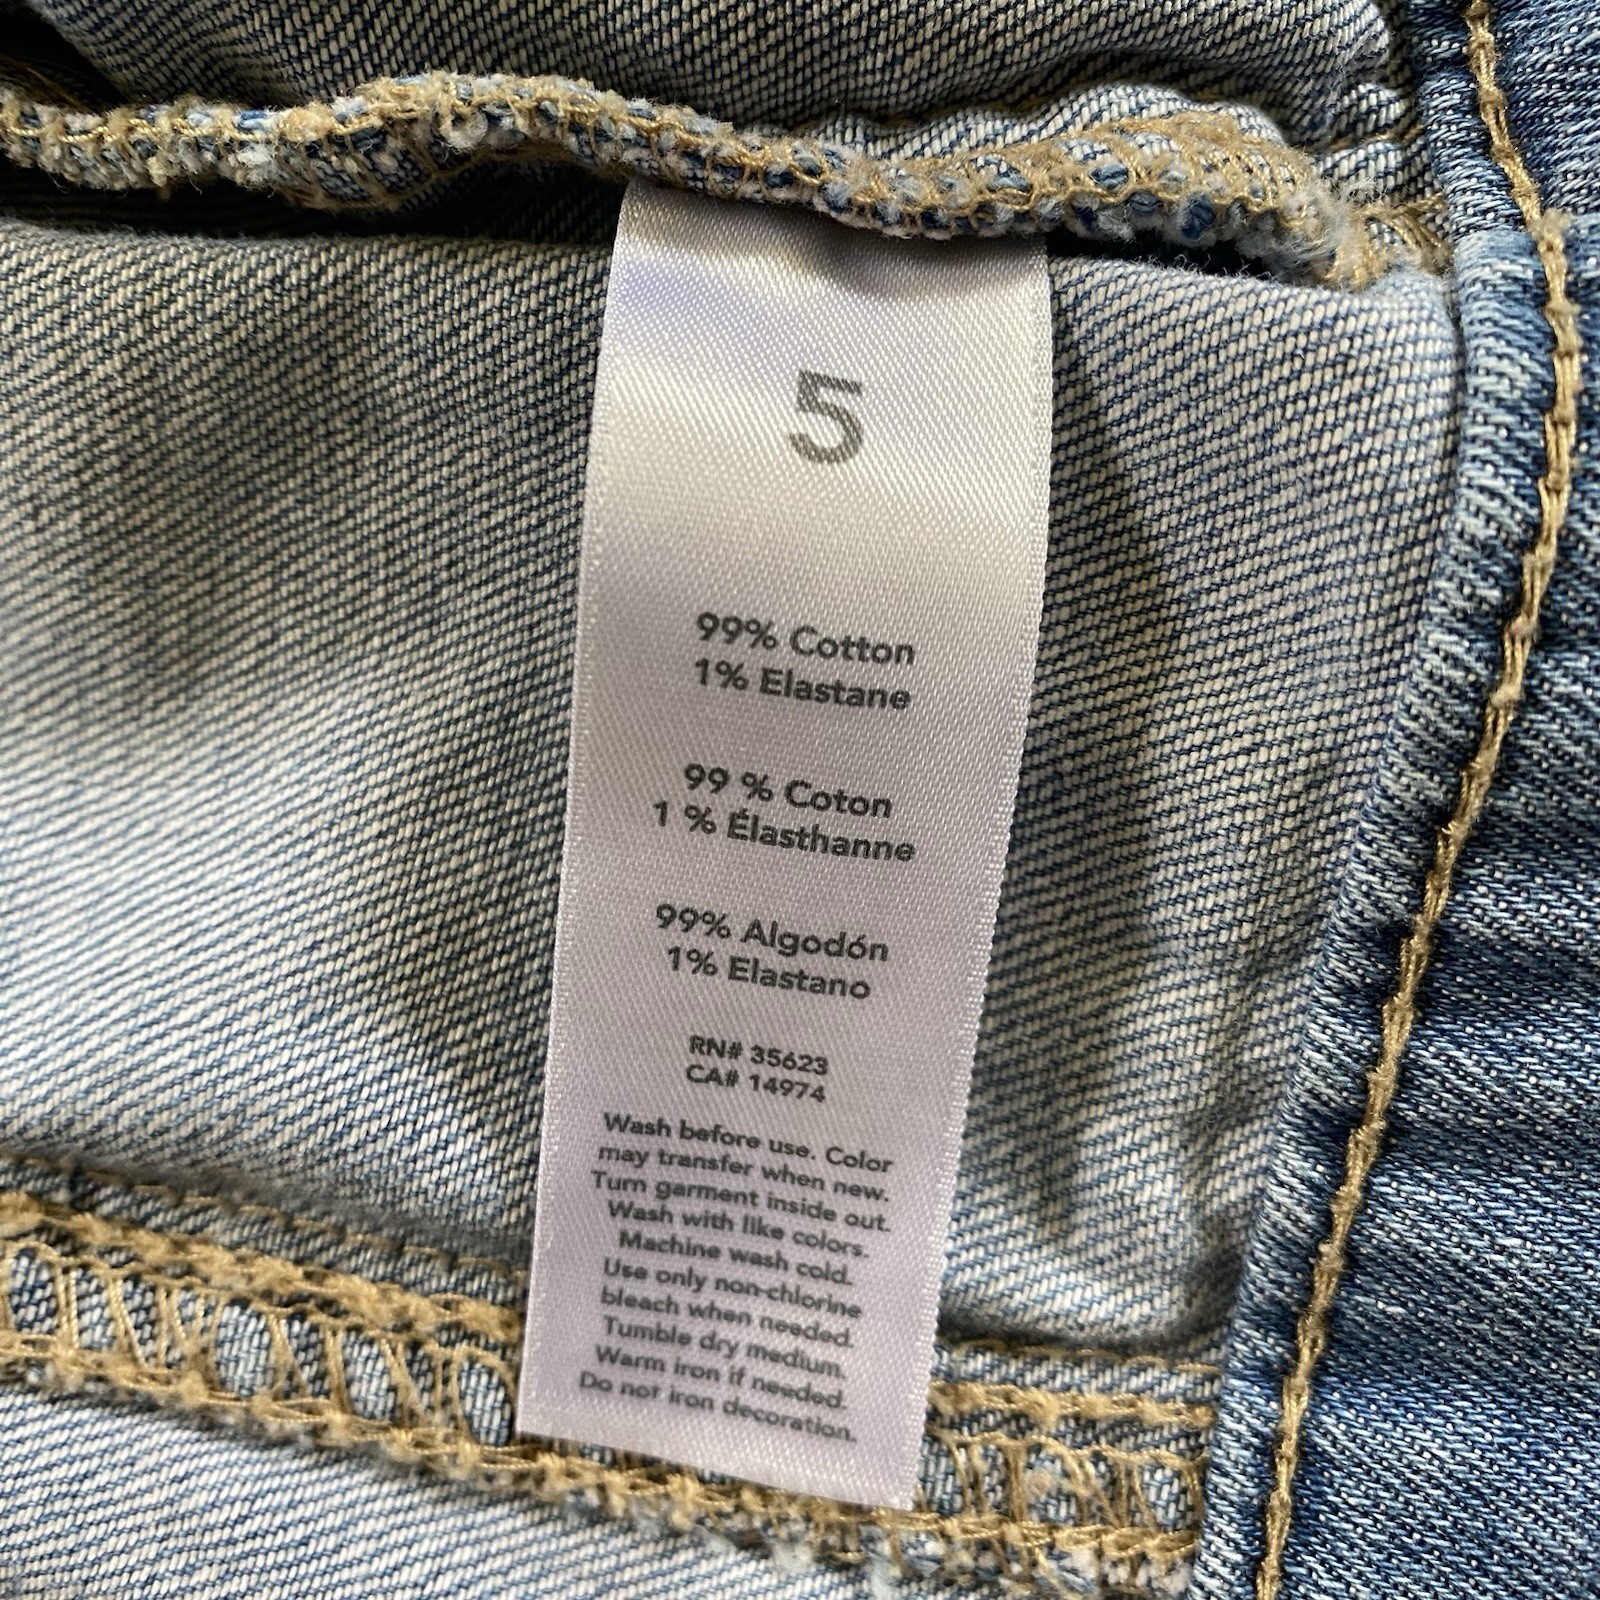 5
99% Cotton
1% Elastane
99 % Coton
1 % Élasthanne
99% Algodón
1% Elastano
RN# 35623
CA# 14974
Wash before use. Color
may transfer when new.
Turn garment inside out.
Wash with like colors.
Machine wash cold.
Use only non-chlorine
bleach when needed.
Tumble dry medium.
Warm iron if needed.
Do not iron decoration.